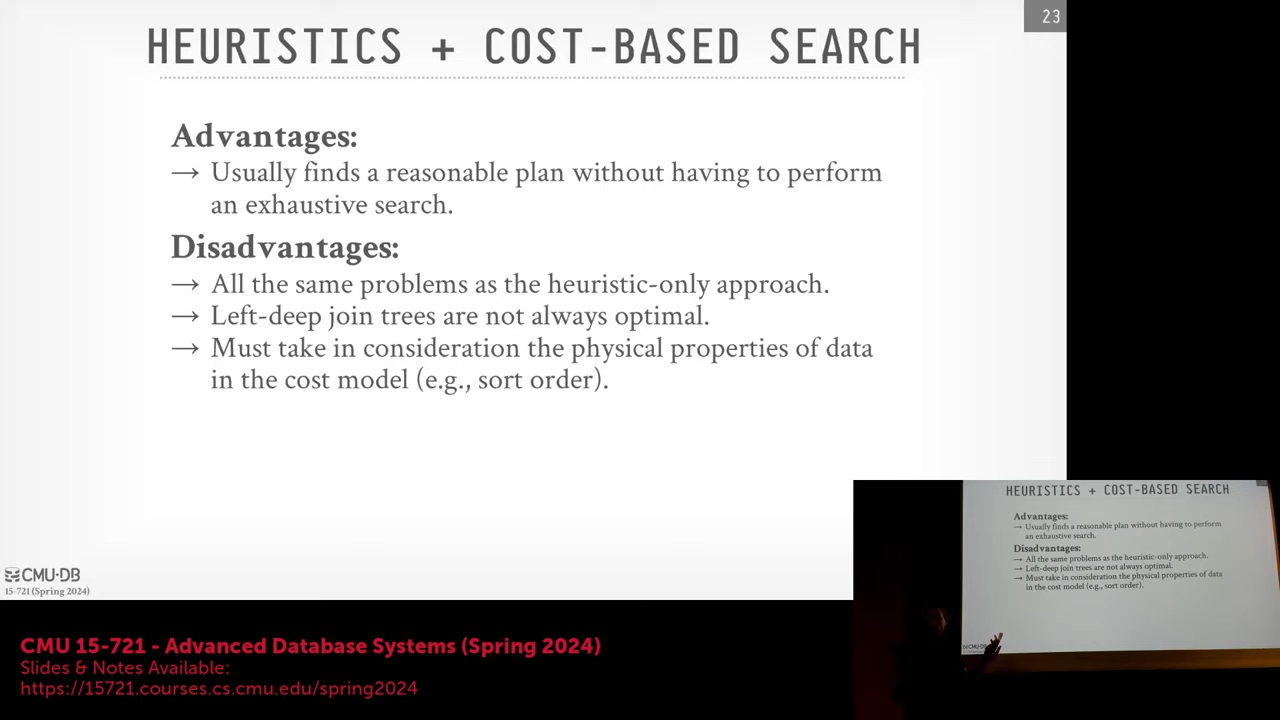 23
HEURISTICS + COST-BASED SEARCH
Advantages:
→ Usually finds a reasonable plan without having to perform
an exhaustive search.
Disadvantages:
→ All the same problems as the heuristic-only approach.
→ Left-deep join trees are not always optimal.
→ Must take in consideration the physical properties of data
in the cost model (e.g., sort order).
CMU·DB
15-721 (Spring 2024)
HEURISTICS + COST-BASED SEARCH
Advantages:
→ Usually finds a reasonable plan without having to perform
an exhaustive search.
Disadvantages:
→ All the same problems as the heuristic-only approach.
→ Left-deep join trees are not always optimal.
→ Must take in consideration the physical properties of data
in the cost model (e.g., sort order).
CMU 15-721 - Advanced Database Systems (Spring 2024)
Slides & Notes Available:
https://15721.courses.cs.cmu.edu/spring2024